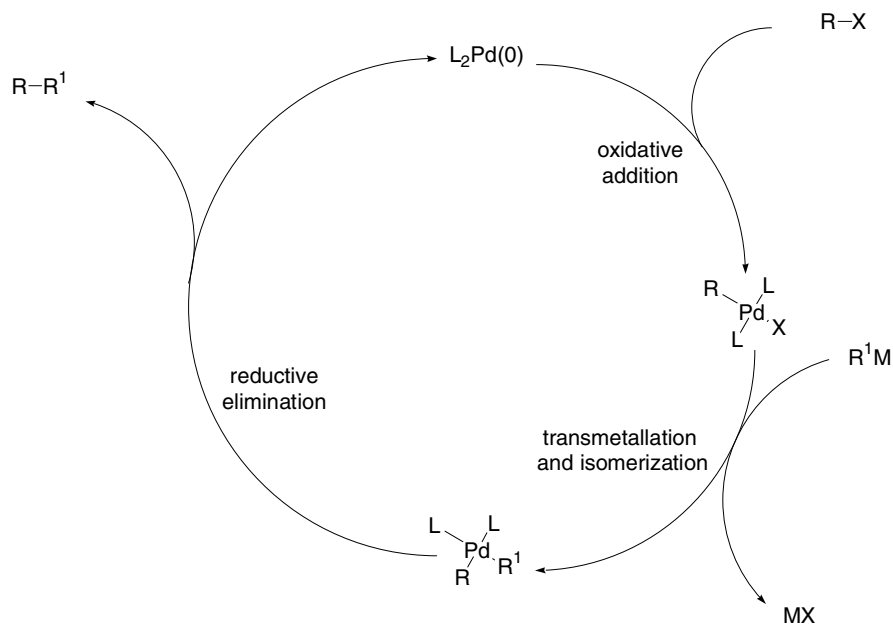 R–X
L₂Pd(0)
R–R¹
oxidative
addition
R L
Pd
L X
R¹M
reductive
elimination
transmetallation
and isomerization
L L
Pd
R R¹
MX